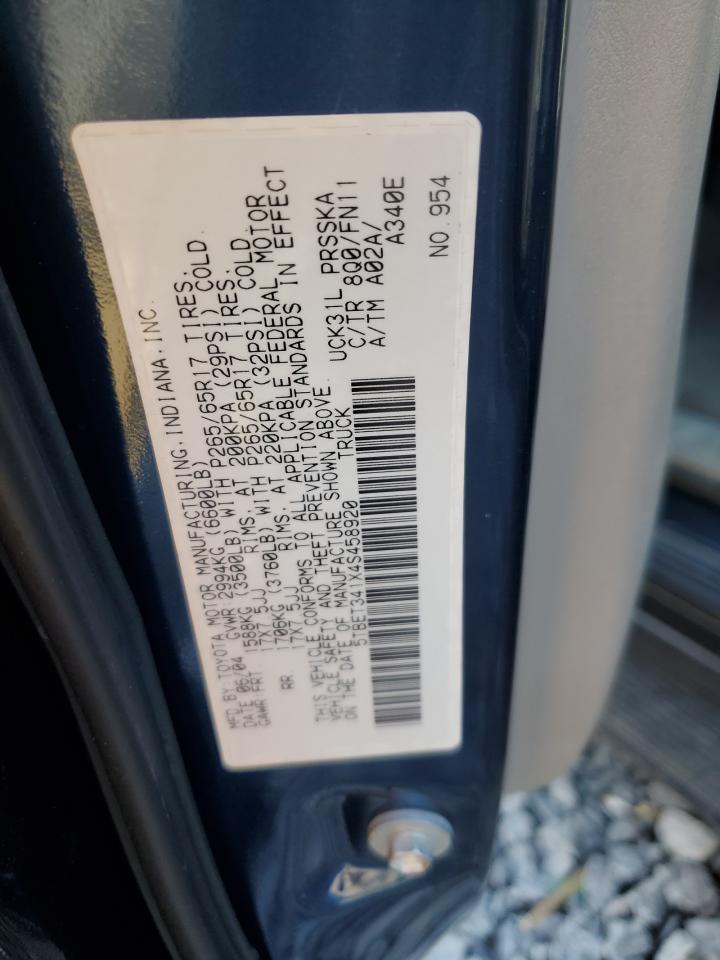 MFD. BY: TOYOTA MOTOR MANUFACTURING, INDIANA, INC.
DATE 06/04 GVWR: 2994KG (6600LB)
GAWR FRT. 1588KG (3500LB) WITH P265/65R17 TIRES,
17X7.5JJ RIMS, AT 200KPA (29PSI) COLD.
RR. 1706KG (3760LB) WITH P265/65R17 TIRES,
17X7.5JJ RIMS, AT 220KPA (32PSI) COLD.
THIS VEHICLE CONFORMS TO ALL APPLICABLE FEDERAL MOTOR
VEHICLE SAFETY AND THEFT PREVENTION STANDARDS IN EFFECT
ON THE DATE OF MANUFACTURE SHOWN ABOVE.
5TBET341X4S458920 TRUCK
UCK31L PRSSKA
C/TR 8Q0/FN11
A/TM A02A/
A340E
NO. 954